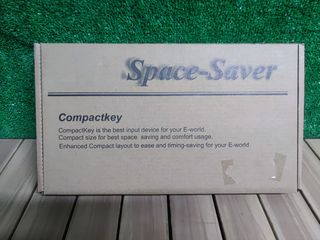 Space-Saver
Compactkey
CompactKey is the best input device for your E-world.
Compact size for best space saving and comfort usage.
Enhanced Compact layout to ease and timing-saving for your E-world